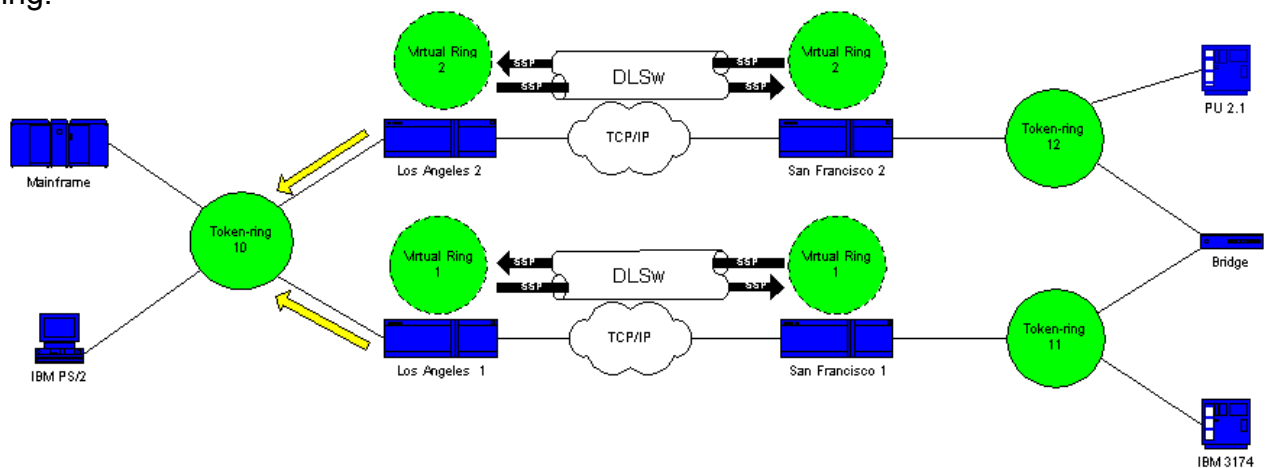 ing.
Virtual Ring
2
SSP
SSP
DLSw
SSP
SSP
Virtual Ring
2
PU 2.1
Mainframe
Los Angeles 2
TCP/IP
San Francisco 2
Token-ring
12
Token-ring
10
Virtual Ring
1
SSP
SSP
DLSw
SSP
SSP
Virtual Ring
1
Bridge
IBM PS/2
Los Angeles 1
TCP/IP
San Francisco 1
Token-ring
11
IBM 3174